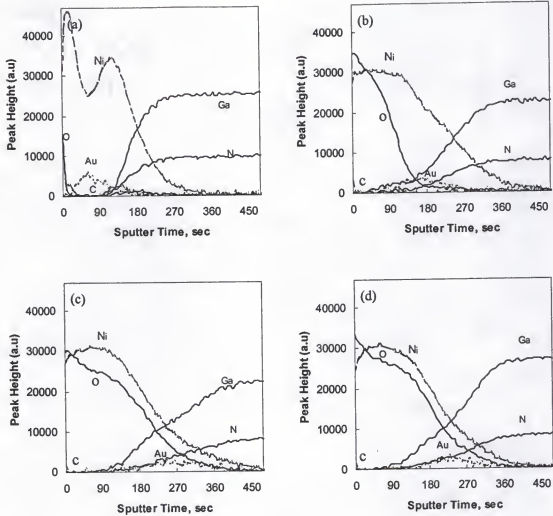 (a)
Peak Height (a.u)
40000
30000
20000
10000
0
Ni
Ga
O
Au
N
C
0 90 180 270 360 450
Sputter Time, sec
(b)
Peak Height (a.u)
40000
30000
20000
10000
0
Ni
Ga
O
N
Au
C
0 90 180 270 360 450
Sputter Time, sec
(c)
Peak Height (a.u)
40000
30000
20000
10000
0
Ni
O
Ga
N
Au
C
0 90 180 270 360 450
Sputter Time, sec
(d)
Peak Height (a.u)
40000
30000
20000
10000
0
Ni
O
Ga
N
Au
C
0 90 180 270 360 450
Sputter Time, sec